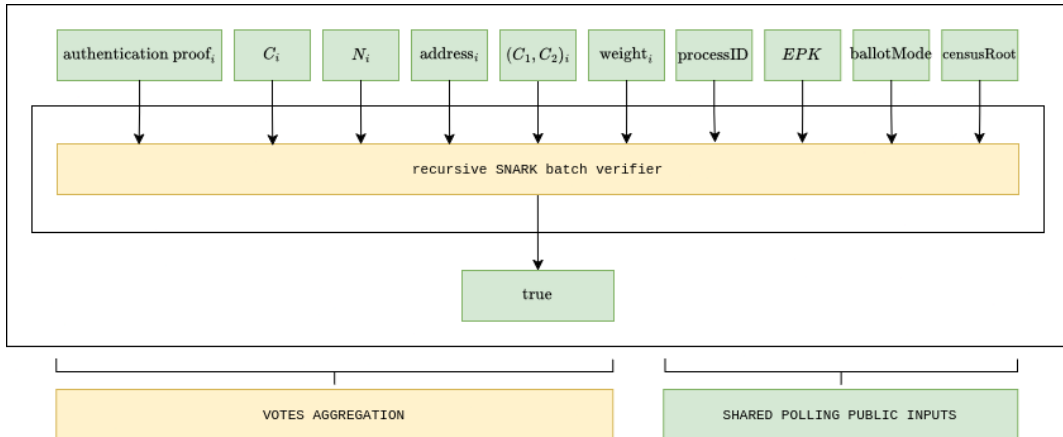 authentication proof_i C_i N_i address_i (C_1, C_2)_i weight_i processID EPK ballotMode censusRoot
recursive SNARK batch verifier
true
VOTES AGGREGATION SHARED POLLING PUBLIC INPUTS